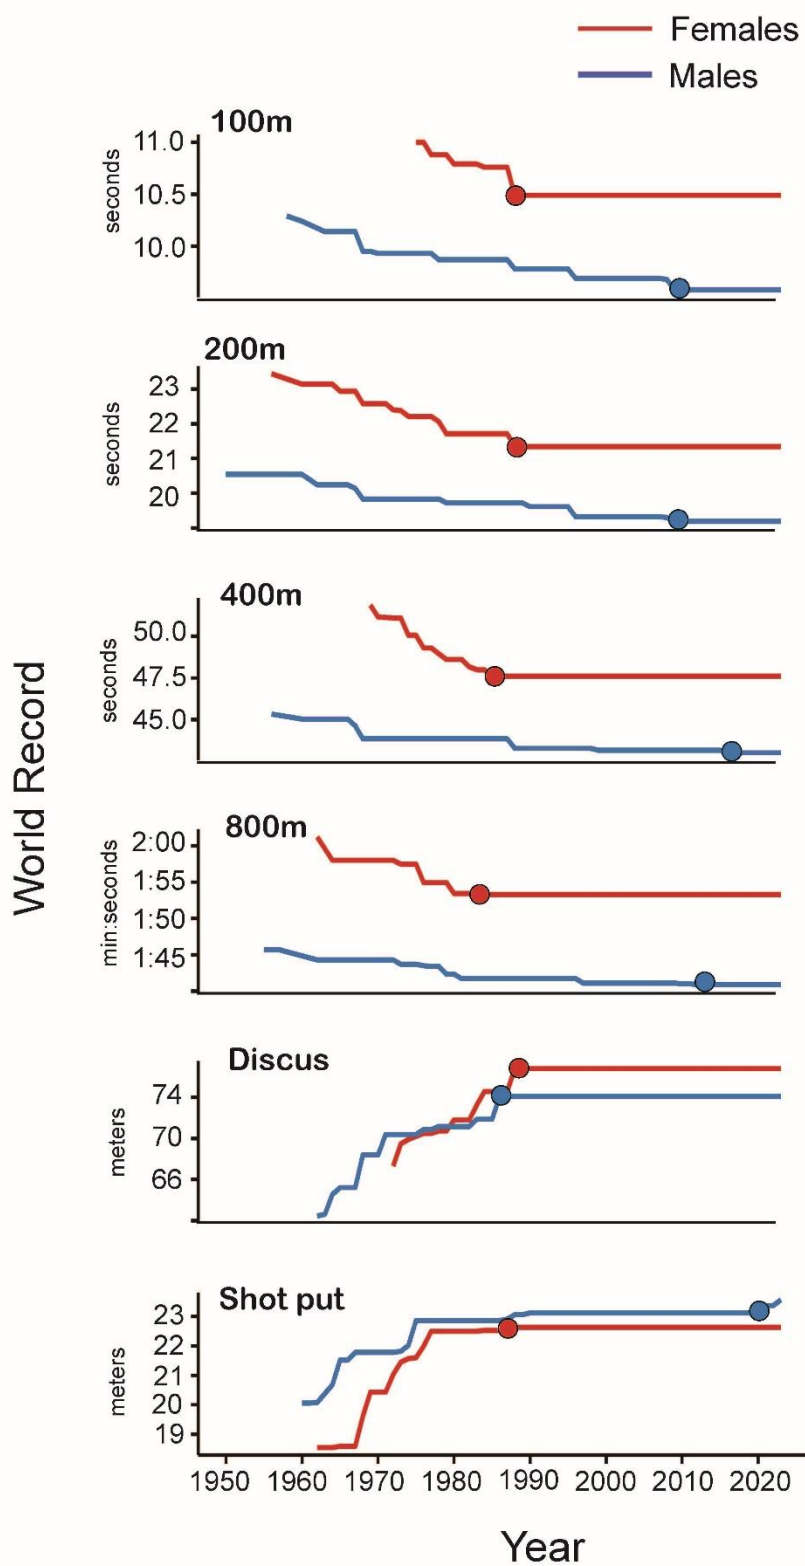 Females
Males
100m
seconds
11.0
10.5
10.0
200m
seconds
23
22
21
20
400m
seconds
50.0
47.5
45.0
World Record
800m
min:seconds
2:00
1:55
1:50
1:45
Discus
meters
74
70
66
Shot put
meters
23
22
21
20
19
1950 1960 1970 1980 1990 2000 2010 2020
Year